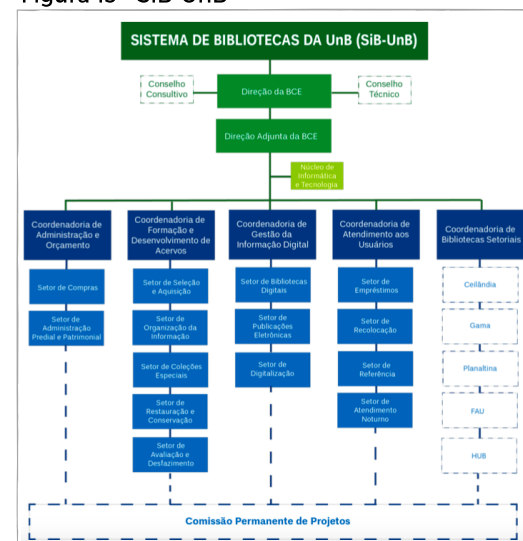 SISTEMA DE BIBLIOTECAS DA UnB (SiB-UnB)
Conselho
Consultivo
Direção da BCE
Conselho
Técnico
Direção Adjunta da BCE
Núcleo de
Informática
e Tecnologia
Coordenadoria de
Administração e
Orçamento
Coordenadoria de
Formação e
Desenvolvimento de
Acervos
Coordenadoria de
Gestão da
Informação Digital
Coordenadoria de
Atendimento aos
Usuários
Coordenadoria de
Bibliotecas Setoriais
Setor de Compras
Setor de
Administração
Predial e Patrimonial
Setor de Seleção
e Aquisição
Setor de
Organização da
Informação
Setor de Coleções
Especiais
Setor de
Restauração e
Conservação
Setor de
Avaliação e
Desfazimento
Setor de Bibliotecas
Digitais
Setor de
Publicações
Eletrônicas
Setor de
Digitalização
Setor de
Empréstimos
Setor de
Recolocação
Setor de
Referência
Setor de
Atendimento
Noturno
Ceilândia
Gama
Planaltina
FAU
HUB
Comissão Permanente de Projetos